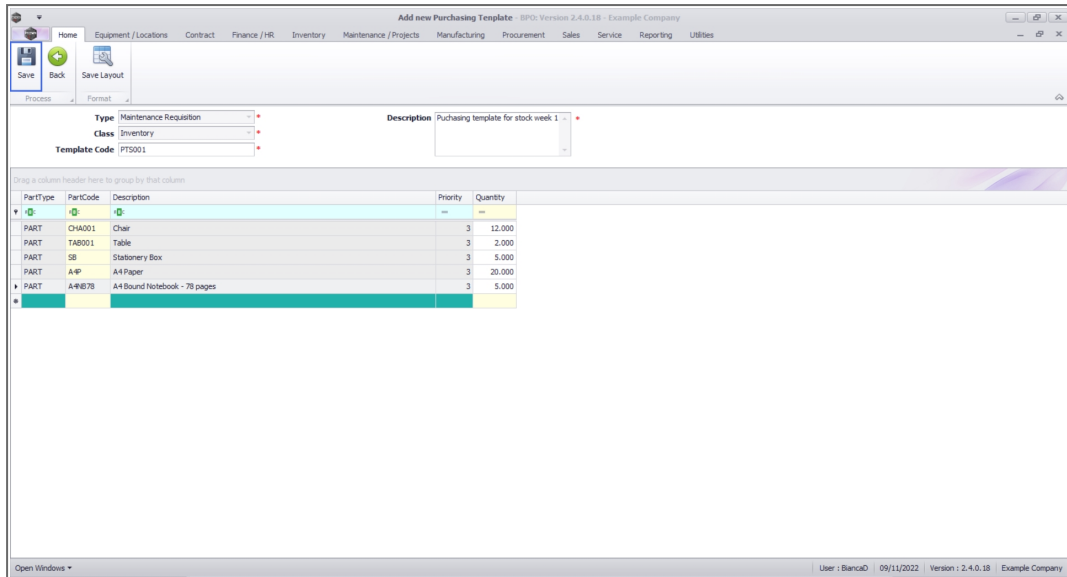 Add new Purchasing Template - BPO: Version 2.4.0.18 - Example Company
Home Equipment / Locations Contract Finance / HR Inventory Maintenance / Projects Manufacturing Procurement Sales Service Reporting Utilities
Save Back Save Layout
Process Format
Type Maintenance Requisition * Description Puchasing template for stock week 1 *
Class Inventory *
Template Code PTS001 *
Drag a column header here to group by that column
PartType PartCode Description Priority Quantity
PART CHA001 Chair 3 12.000
PART TAB001 Table 3 2.000
PART SB Stationery Box 3 5.000
PART A4P A4 Paper 3 20.000
PART A4NB78 A4 Bound Notebook - 78 pages 3 5.000
Open Windows User : BiancaD 09/11/2022 Version : 2.4.0.18 Example Company